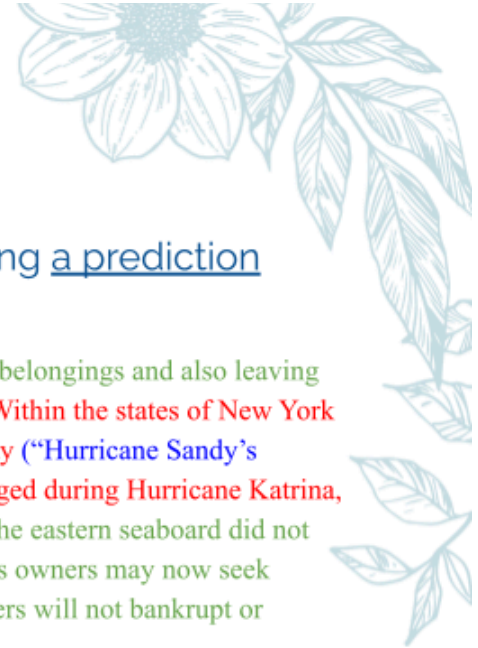 ng a prediction
belongings and also leaving
Within the states of New York
y (“Hurricane Sandy’s
ged during Hurricane Katrina,
he eastern seaboard did not
s owners may now seek
ers will not bankrupt or